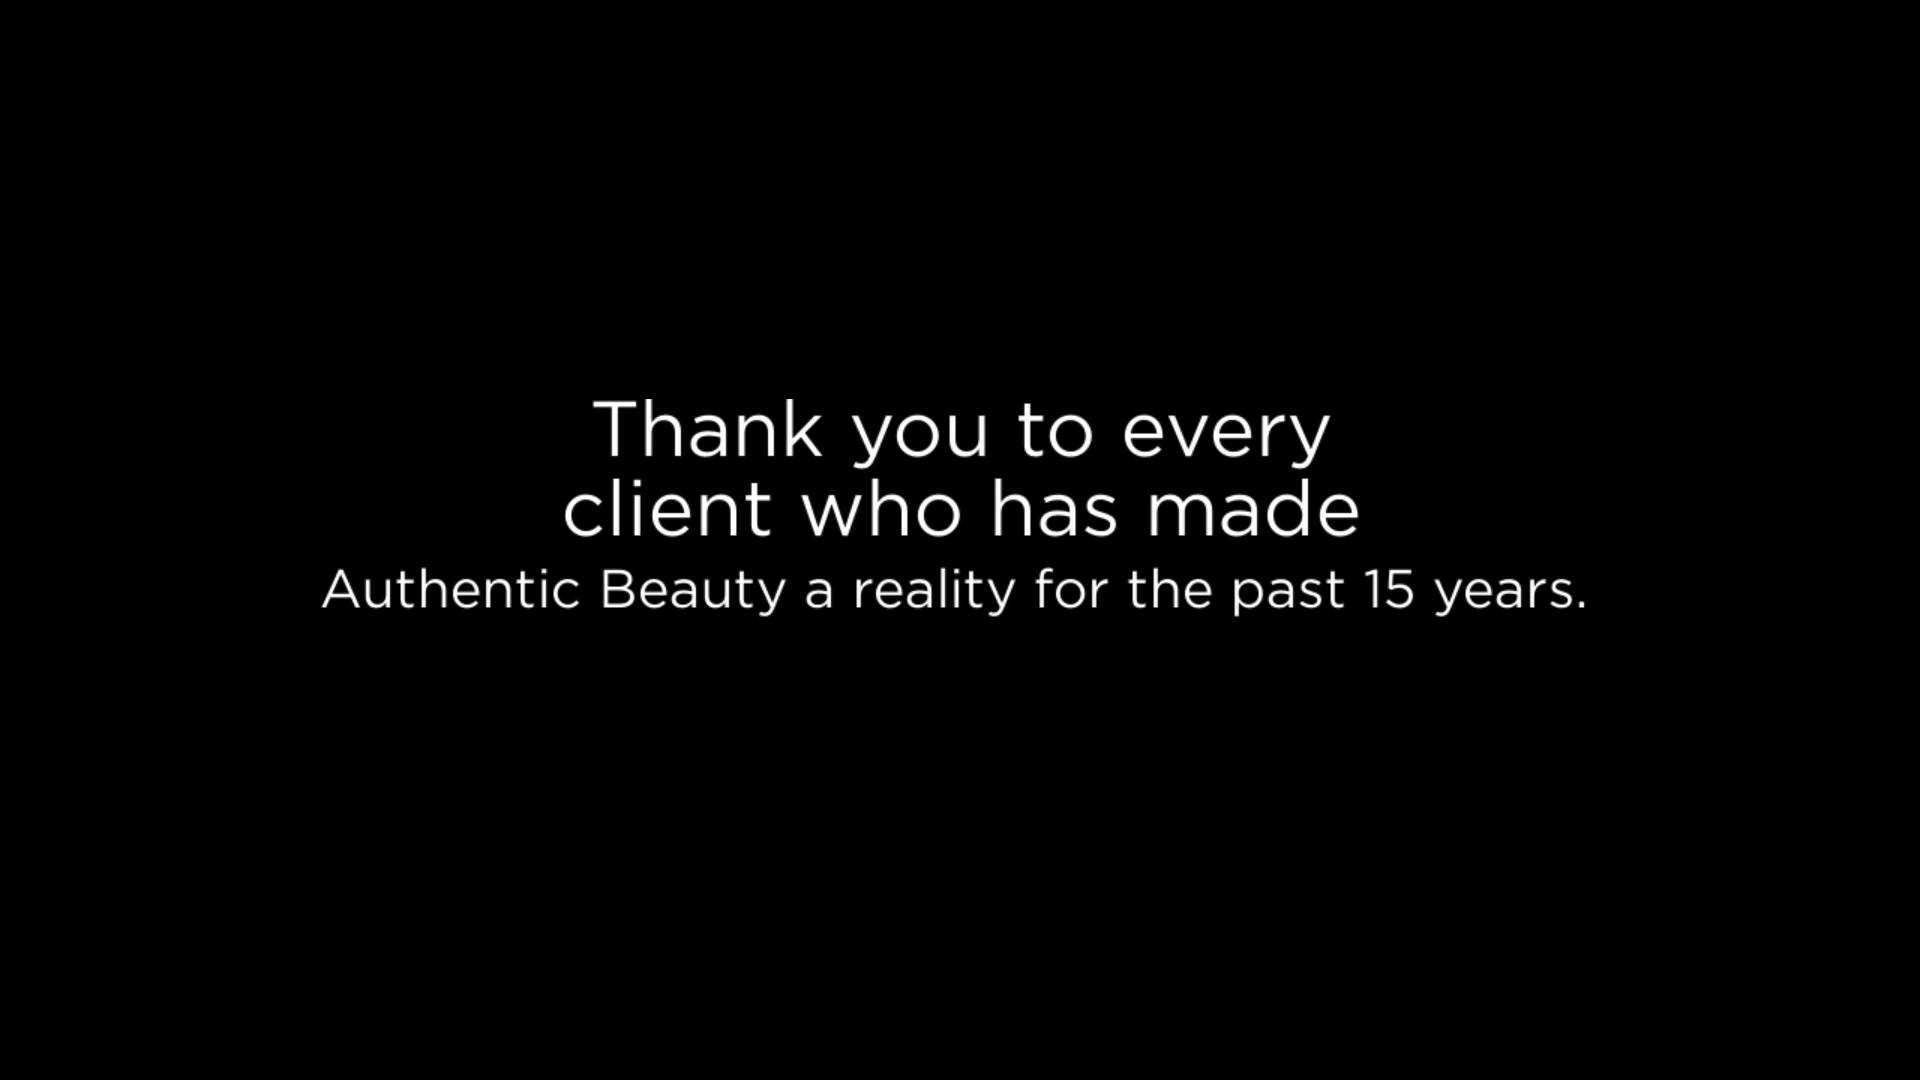 Thank you to every
client who has made
Authentic Beauty a reality for the past 15 years.